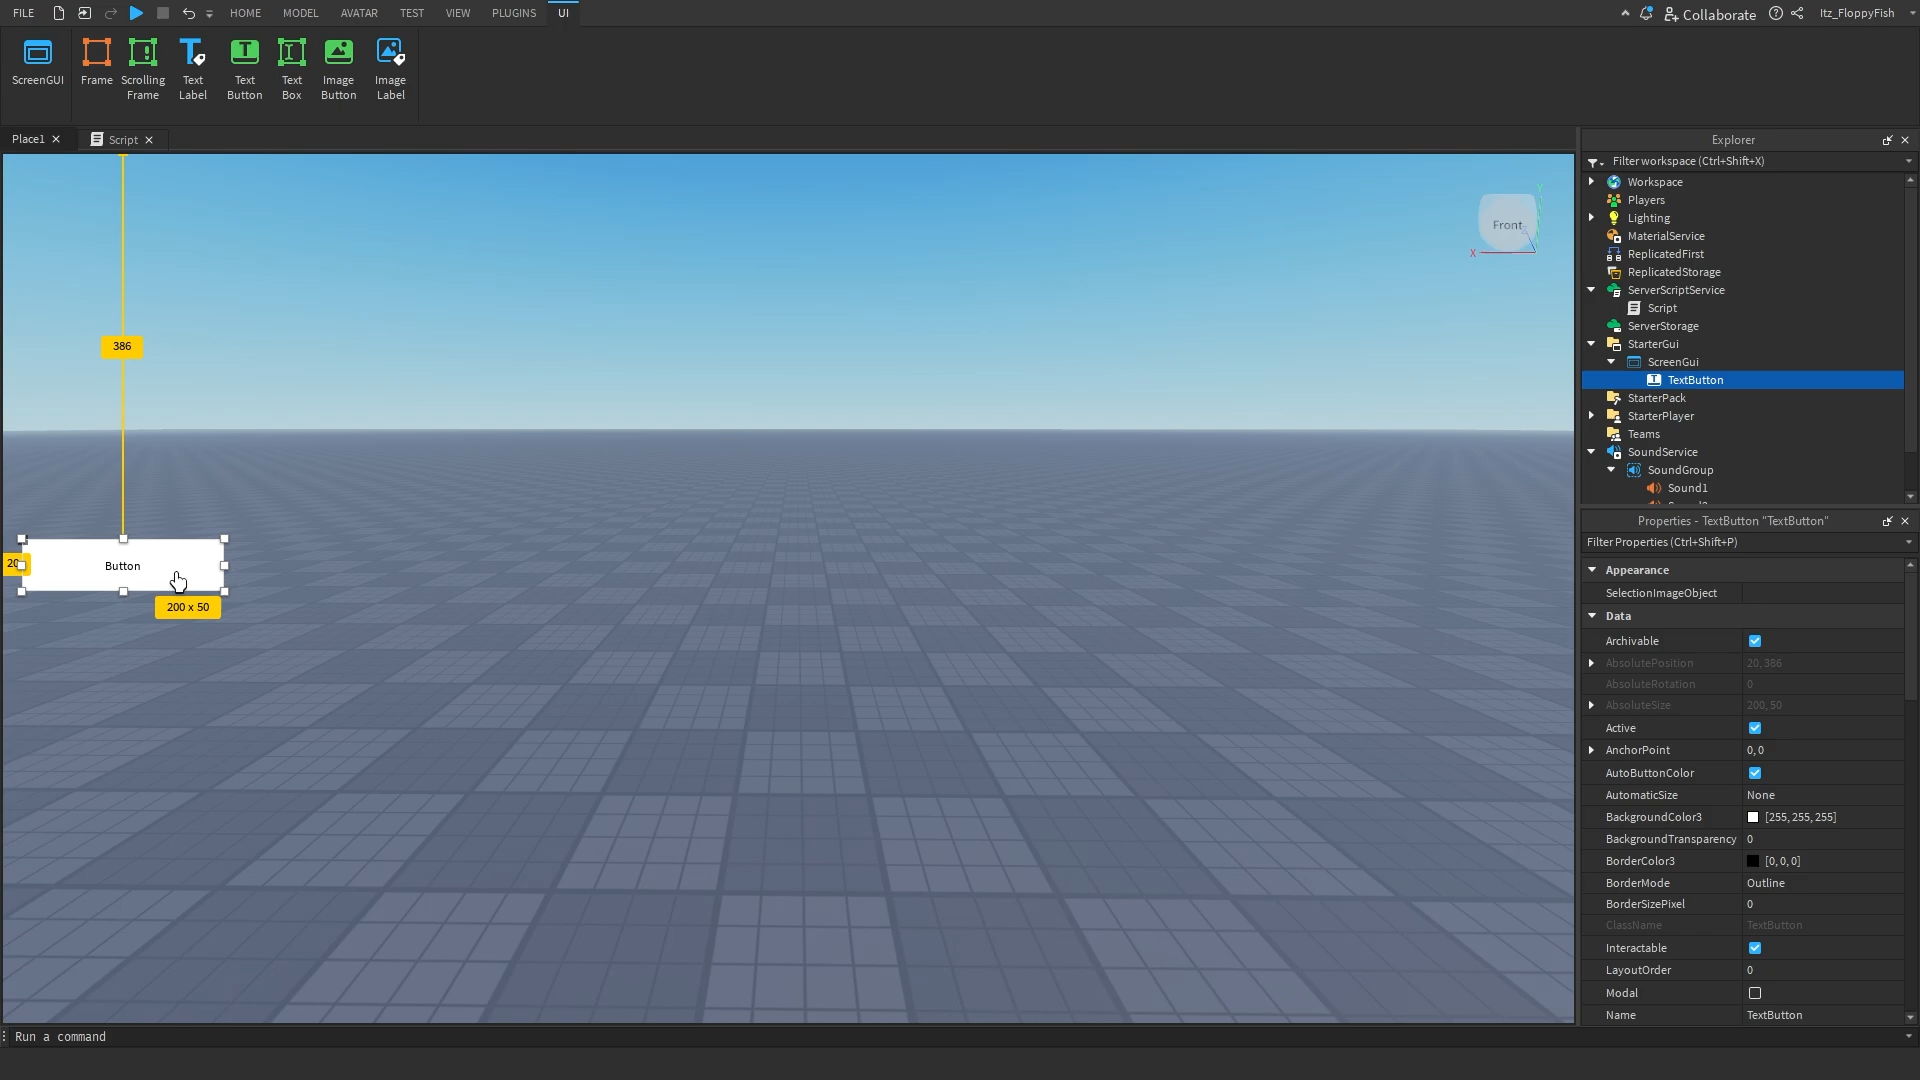 FILE HOME MODEL AVATAR TEST VIEW PLUGINS UI Collaborate Itz_FloppyFish
ScreenGUI
Frame
Scrolling
Frame
Text
Label
Text
Button
Text
Box
Image
Button
Image
Label
Place1
Script
386
20
Button
200 x 50
Front
X
Y
Explorer
Filter workspace (Ctrl+Shift+X)
Workspace
Players
Lighting
MaterialService
ReplicatedFirst
ReplicatedStorage
ServerScriptService
Script
ServerStorage
StarterGui
ScreenGui
TextButton
StarterPack
StarterPlayer
Teams
SoundService
SoundGroup
Sound1
Properties - TextButton "TextButton"
Filter Properties (Ctrl+Shift+P)
Appearance
SelectionImageObject
Data
Archivable
AbsolutePosition 20, 386
AbsoluteRotation 0
AbsoluteSize 200, 50
Active
AnchorPoint 0, 0
AutoButtonColor
AutomaticSize None
BackgroundColor3 [255, 255, 255]
BackgroundTransparency 0
BorderColor3 [0, 0, 0]
BorderMode Outline
BorderSizePixel 0
ClassName TextButton
Interactable
LayoutOrder 0
Modal
Name TextButton
Run a command